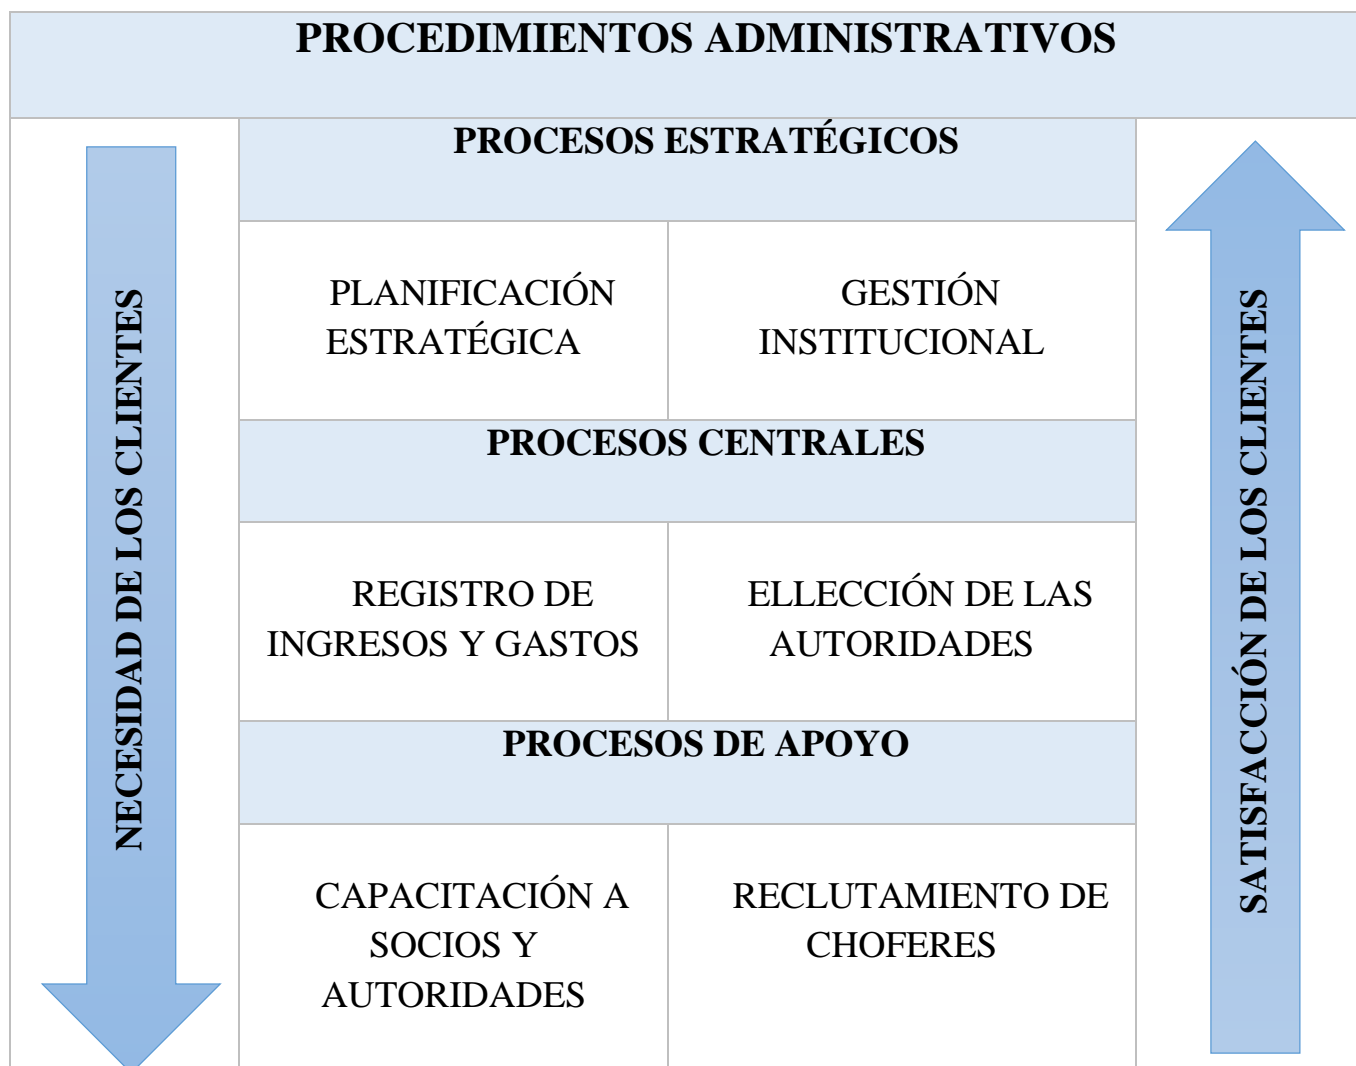 PROCEDIMIENTOS ADMINISTRATIVOS
NECESIDAD DE LOS CLIENTES
PROCESOS ESTRATÉGICOS
PLANIFICACIÓN
ESTRATÉGICA
GESTIÓN
INSTITUCIONAL
PROCESOS CENTRALES
REGISTRO DE
INGRESOS Y GASTOS
ELLECCIÓN DE LAS
AUTORIDADES
PROCESOS DE APOYO
CAPACITACIÓN A
SOCIOS Y
AUTORIDADES
RECLUTAMIENTO DE
CHOFERES
SATISFACCIÓN DE LOS CLIENTES